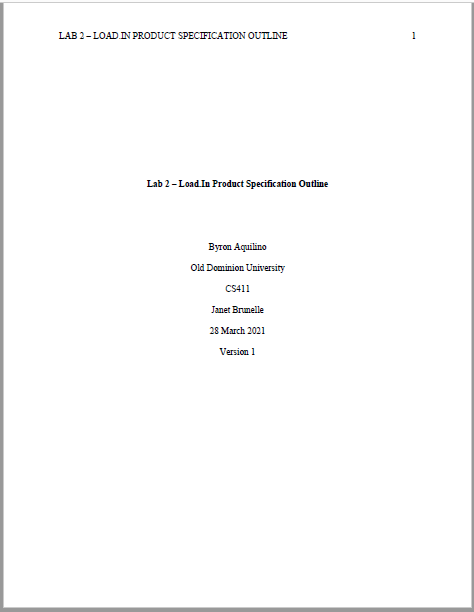 LAB 2 – LOAD.IN PRODUCT SPECIFICATION OUTLINE 1
Lab 2 – Load.In Product Specification Outline
Byron Aquilino
Old Dominion University
CS411
Janet Brunelle
28 March 2021
Version 1